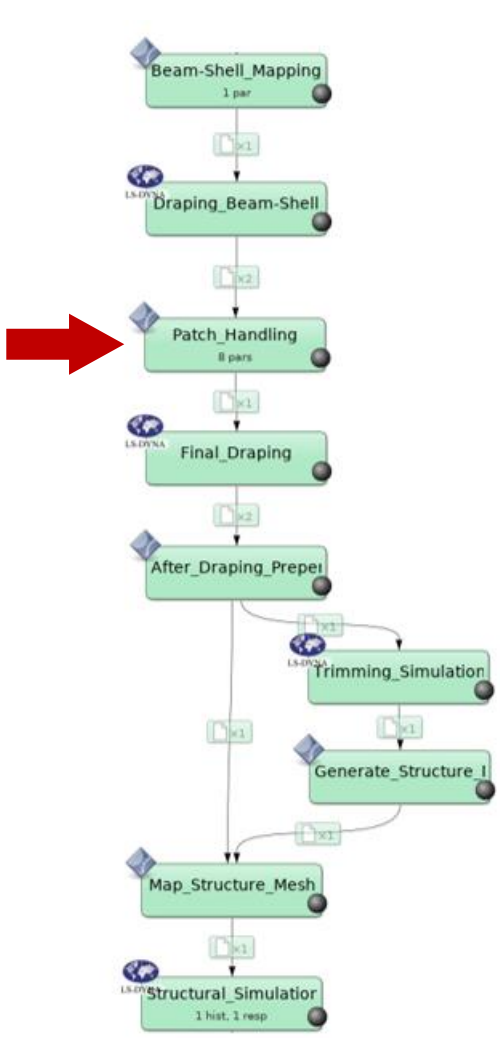 Beam-Shell_Mapping
1 par
x1
LS-DYNA
Draping_Beam-Shell
x2
Patch_Handling
8 pars
x1
LS-DYNA
Final_Draping
x2
After_Draping_Preper
x1
LS-DYNA
Trimming_Simulation
x1
x1
Generate_Structure_I
x1
Map_Structure_Mesh
x1
LS-DYNA
Structural_Simulation
1 hist, 1 resp